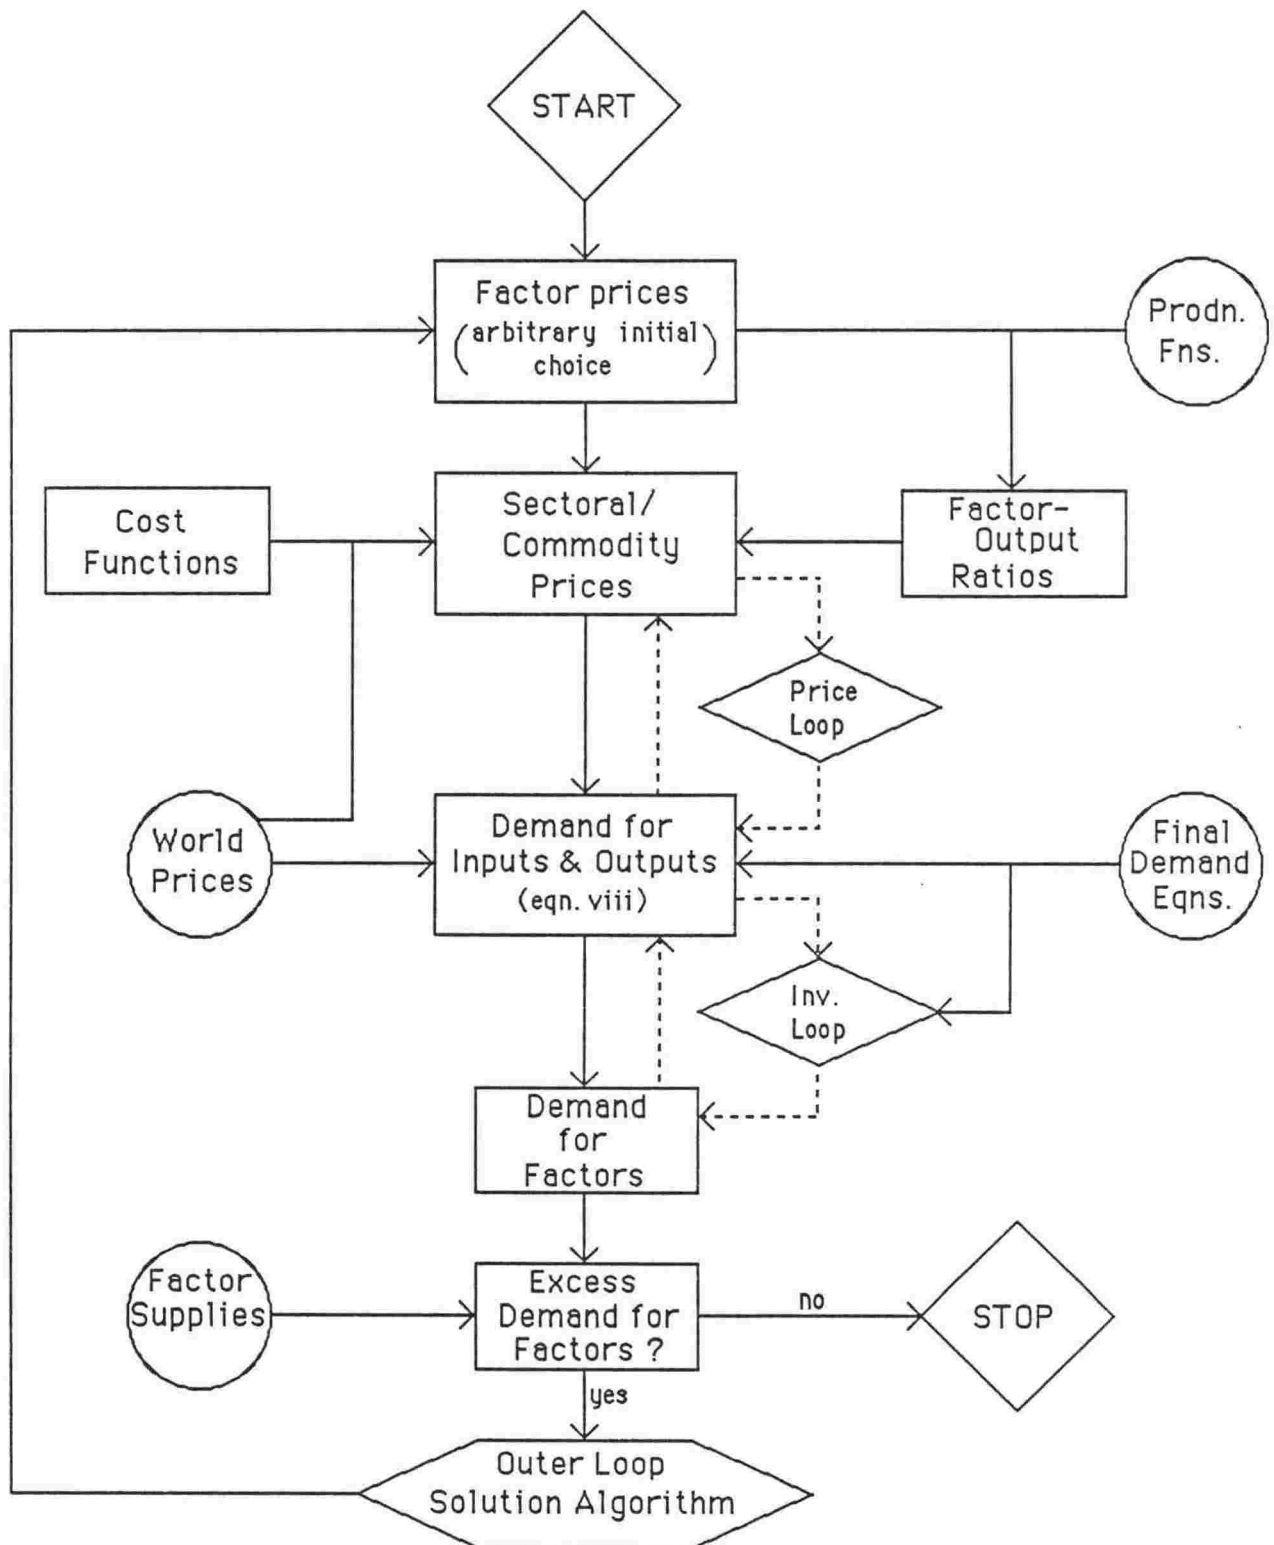 START
Factor prices
(arbitrary initial
choice)
Prodn.
Fns.
Cost
Functions
Sectoral/
Commodity
Prices
Factor-
Output
Ratios
Price
Loop
World
Prices
Demand for
Inputs & Outputs
(eqn. viii)
Final
Demand
Eqns.
Inv.
Loop
Demand
for
Factors
Factor
Supplies
Excess
Demand for
Factors ?
no
STOP
yes
Outer Loop
Solution Algorithm